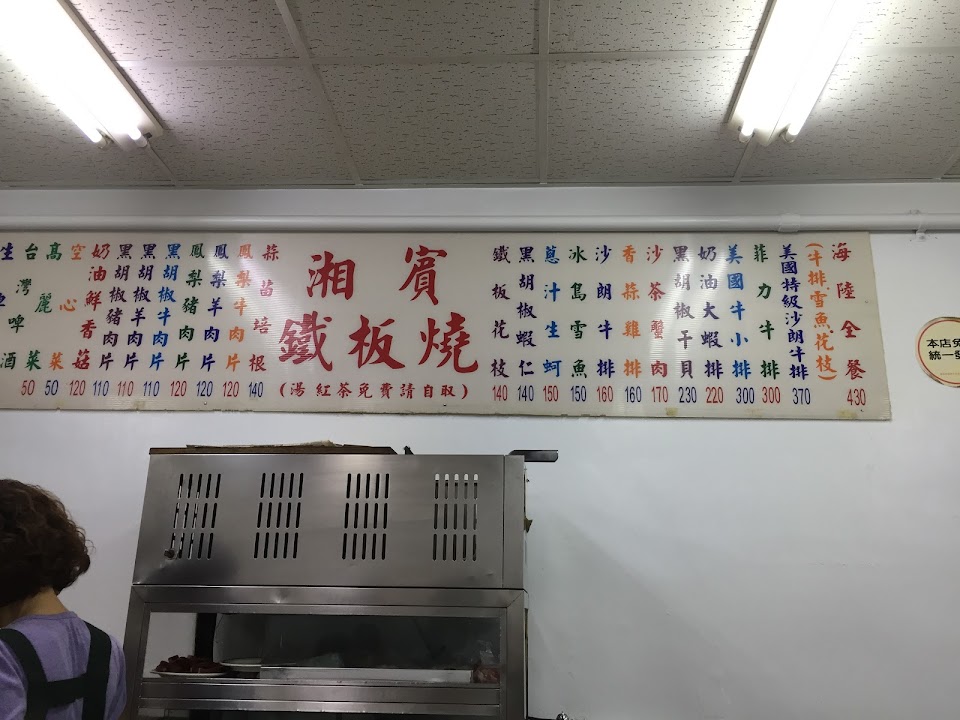 本店免
統一發
海陸全餐 430
(牛排雪魚花枝)
美國特級沙朗牛排 370
菲力牛排 300
美國牛小排 300
奶油大蝦排 220
黑胡椒干貝 230
沙茶蟹肉 170
香蒜雞排 160
沙朗牛排 160
冰島雪魚 150
蔥汁生蚵 150
黑胡椒蝦仁 140
鐵板花枝 140
湘賓
鐵板燒
(湯紅茶免費請自取)
蒜苗培根 140
鳳梨牛肉片 120
鳳梨羊肉片 120
鳳梨豬肉片 120
黑胡椒牛肉片 110
黑胡椒羊肉片 110
黑胡椒豬肉片 110
奶油鮮香菇 120
空心菜 50
高麗菜 50
台灣啤酒